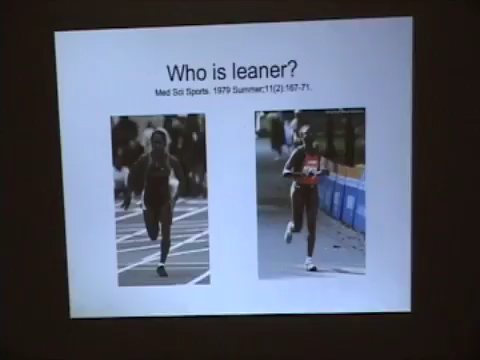 Who is leaner?
Med Sci Sports. 1979 Summer;11(2):167-71.